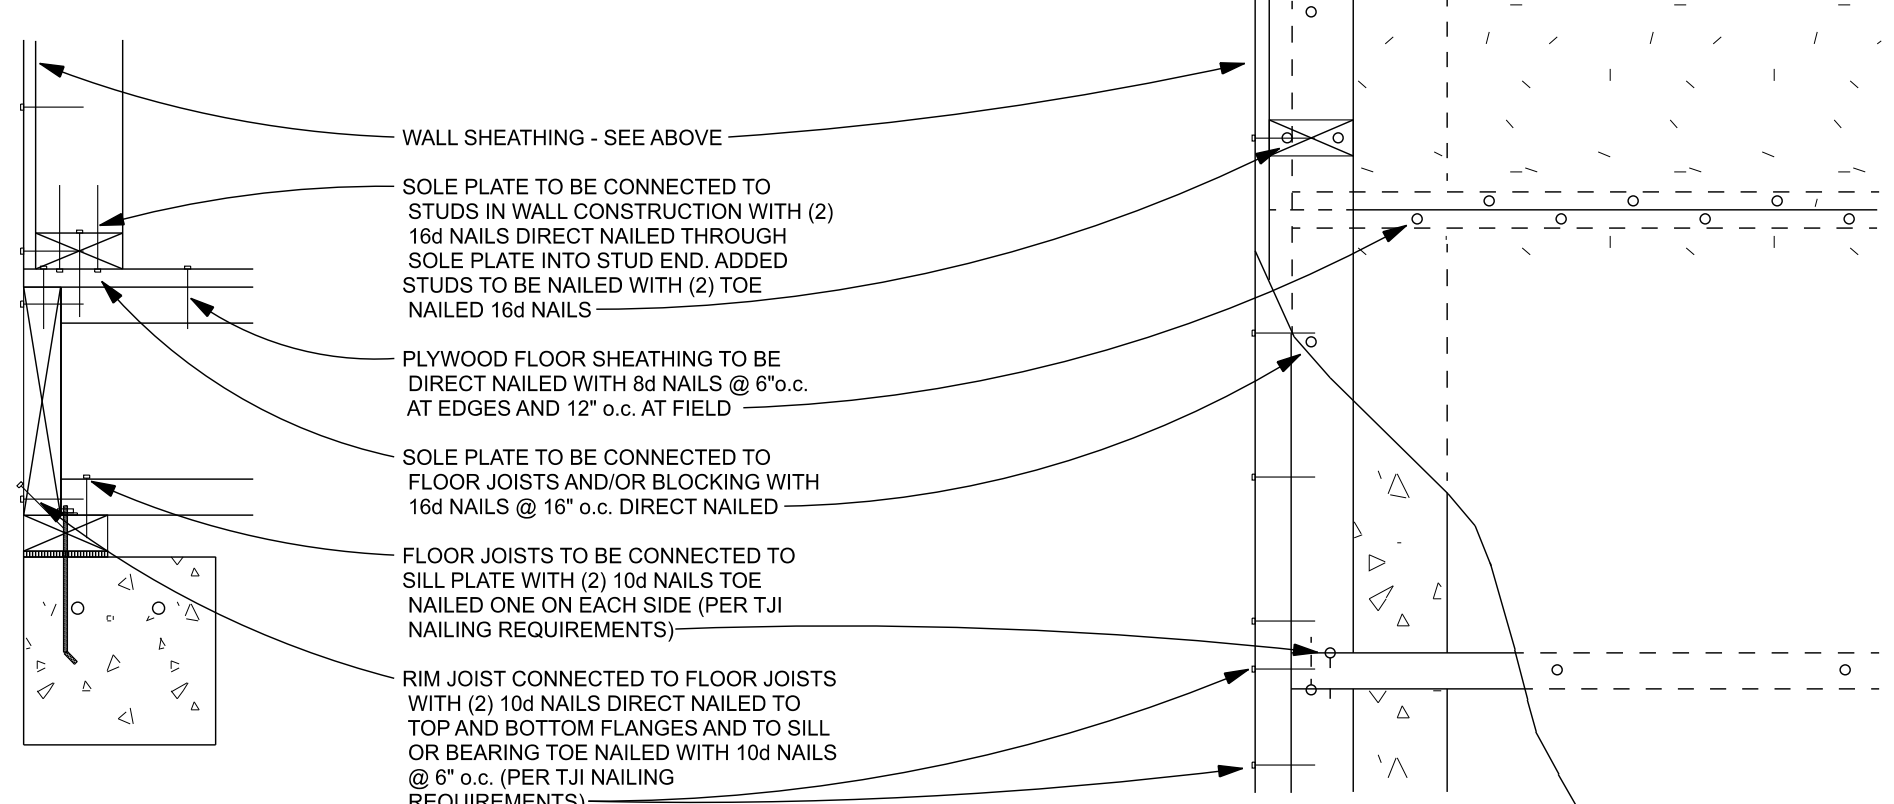 WALL SHEATHING - SEE ABOVE
SOLE PLATE TO BE CONNECTED TO
STUDS IN WALL CONSTRUCTION WITH (2)
16d NAILS DIRECT NAILED THROUGH
SOLE PLATE INTO STUD END. ADDED
STUDS TO BE NAILED WITH (2) TOE
NAILED 16d NAILS
PLYWOOD FLOOR SHEATHING TO BE
DIRECT NAILED WITH 8d NAILS @ 6"o.c.
AT EDGES AND 12" o.c. AT FIELD
SOLE PLATE TO BE CONNECTED TO
FLOOR JOISTS AND/OR BLOCKING WITH
16d NAILS @ 16" o.c. DIRECT NAILED
FLOOR JOISTS TO BE CONNECTED TO
SILL PLATE WITH (2) 10d NAILS TOE
NAILED ONE ON EACH SIDE (PER TJI
NAILING REQUIREMENTS)
RIM JOIST CONNECTED TO FLOOR JOISTS
WITH (2) 10d NAILS DIRECT NAILED TO
TOP AND BOTTOM FLANGES AND TO SILL
OR BEARING TOE NAILED WITH 10d NAILS
@ 6" o.c. (PER TJI NAILING
REQUIREMENTS)